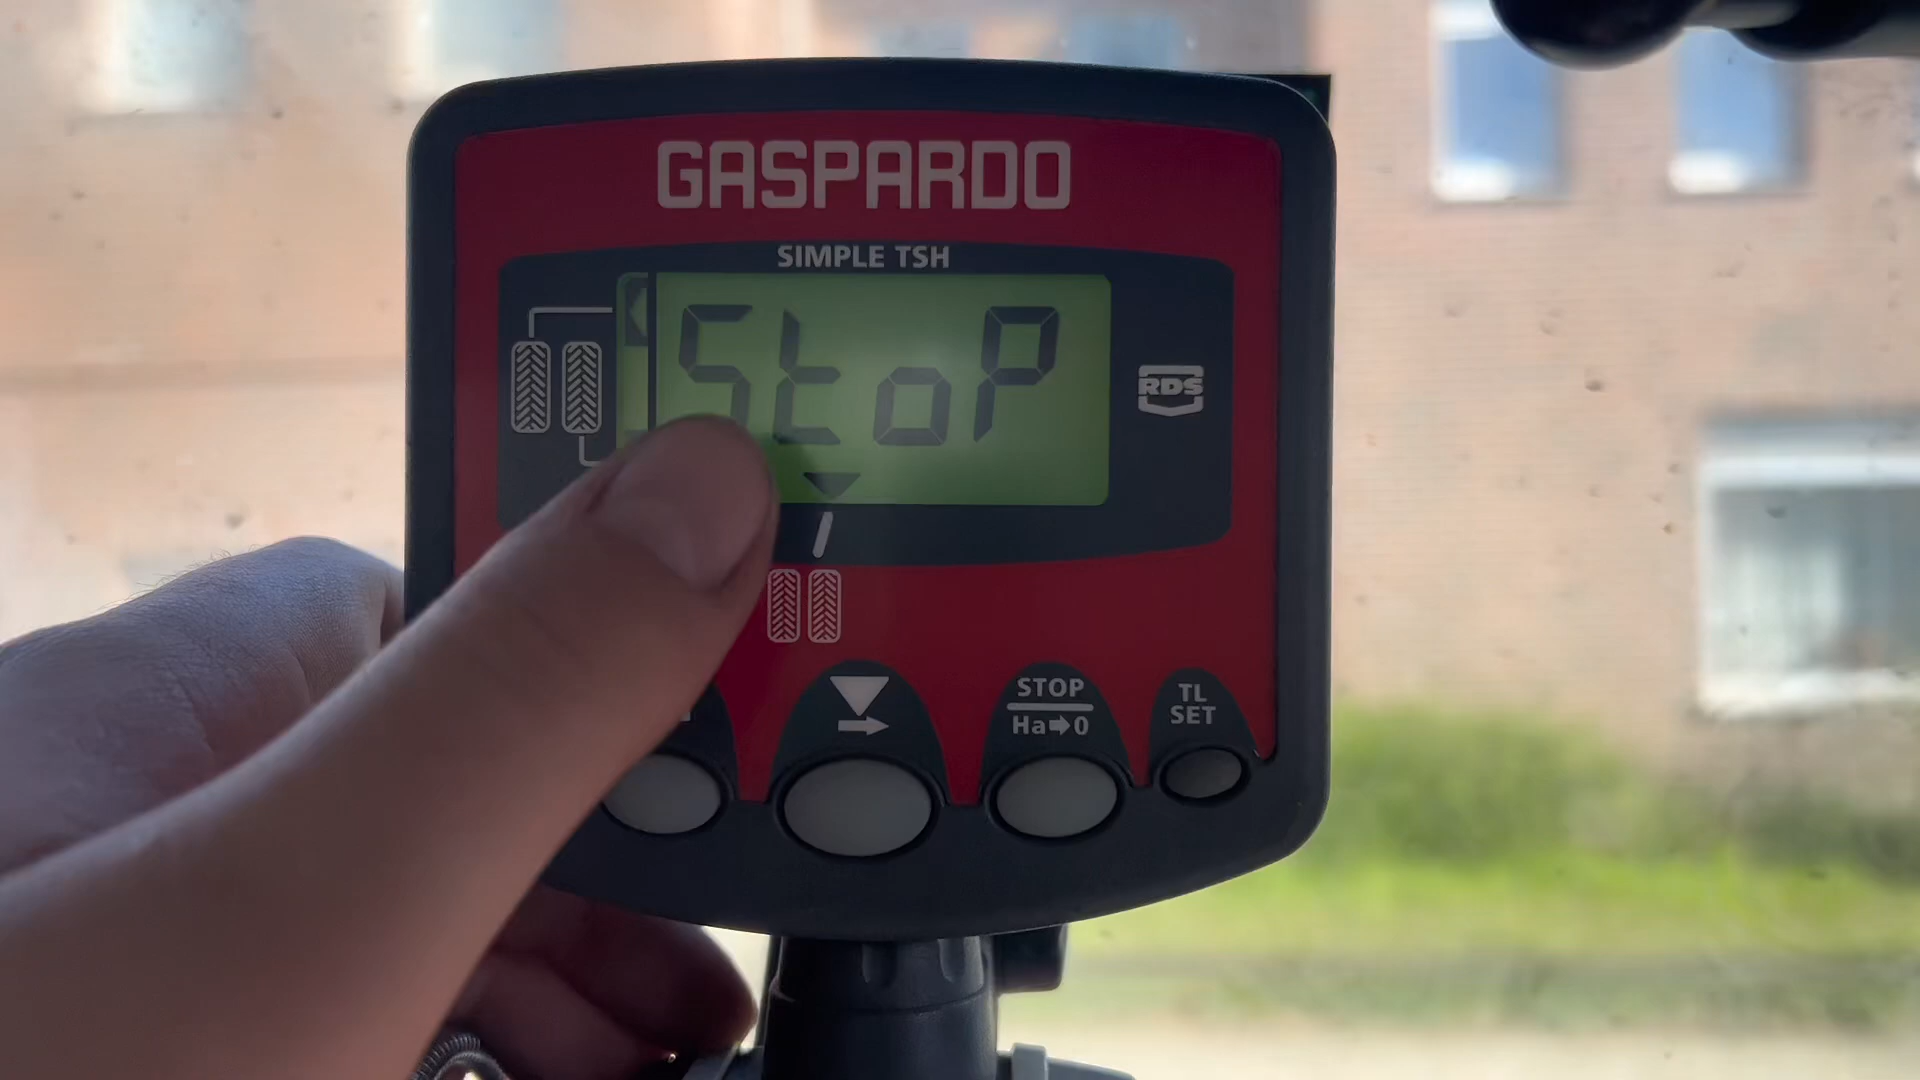 GASPARDO
SIMPLE TSH
StoP
RDS
STOP
Ha➡0
TL
SET